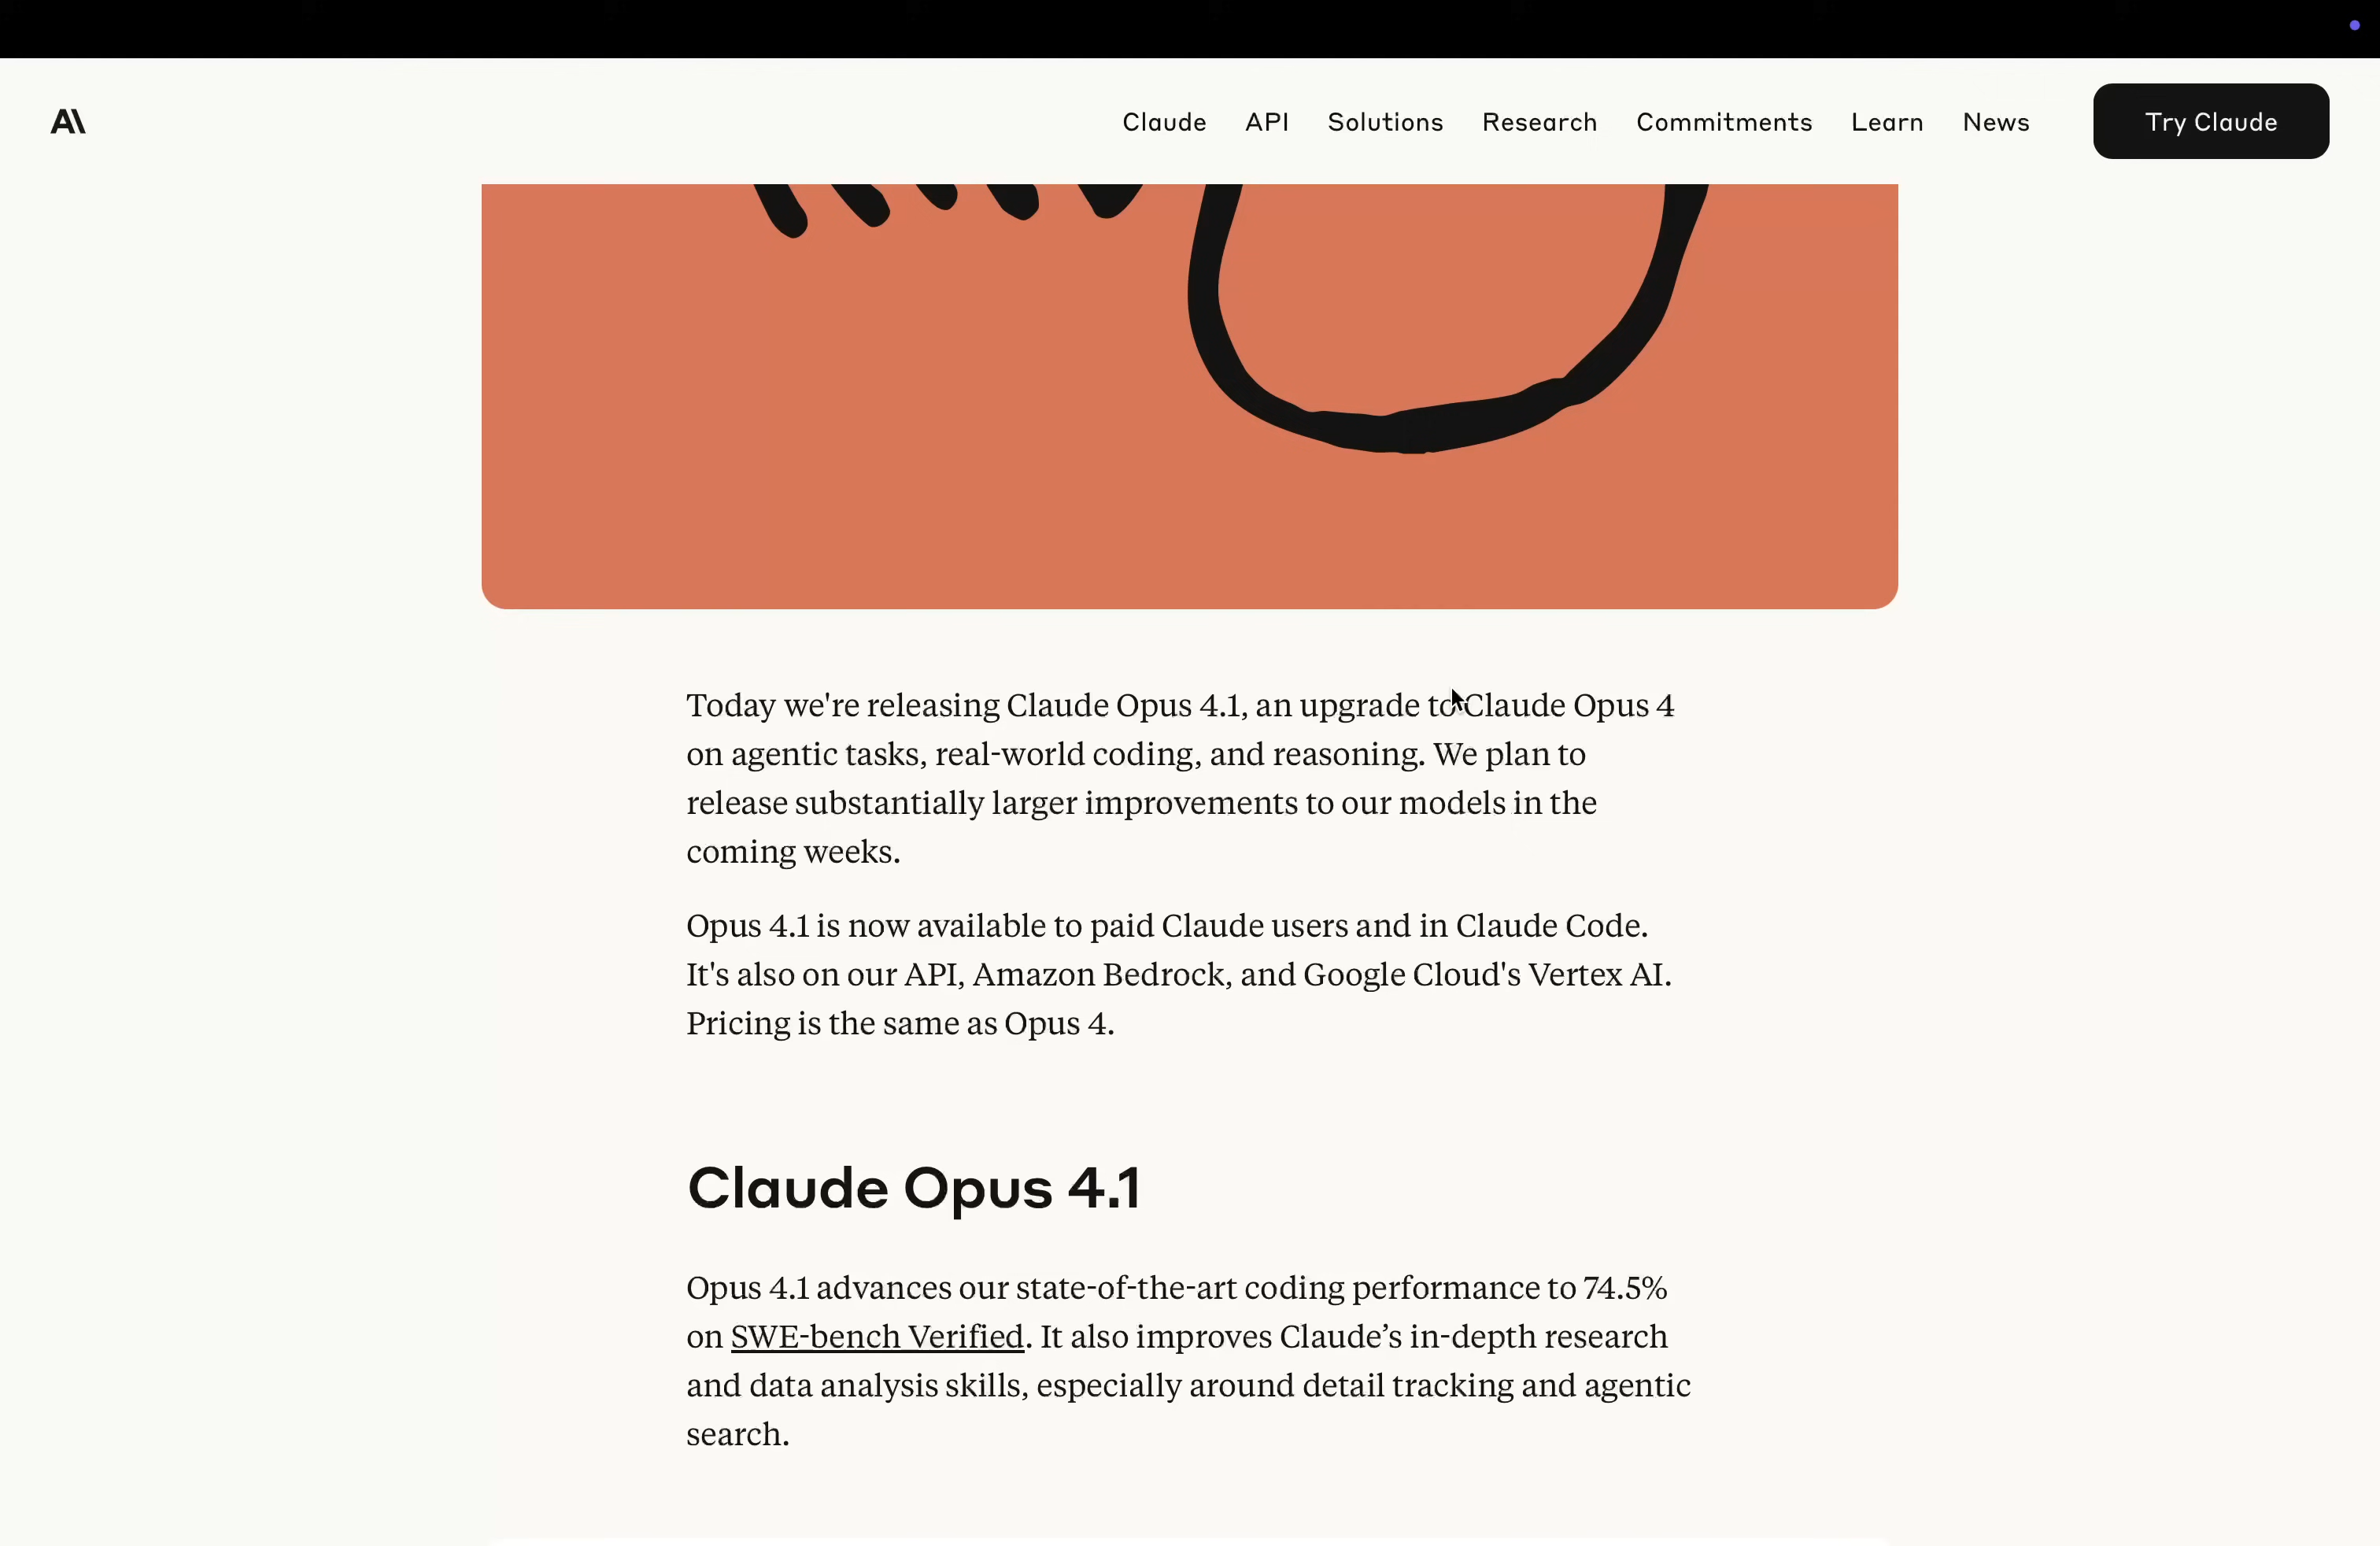 Claude API Solutions Research Commitments Learn News Try Claude
Today we're releasing Claude Opus 4.1, an upgrade to Claude Opus 4
on agentic tasks, real-world coding, and reasoning. We plan to
release substantially larger improvements to our models in the
coming weeks.
Opus 4.1 is now available to paid Claude users and in Claude Code.
It's also on our API, Amazon Bedrock, and Google Cloud's Vertex AI.
Pricing is the same as Opus 4.
Claude Opus 4.1
Opus 4.1 advances our state-of-the-art coding performance to 74.5%
on SWE-bench Verified. It also improves Claude’s in-depth research
and data analysis skills, especially around detail tracking and agentic
search.